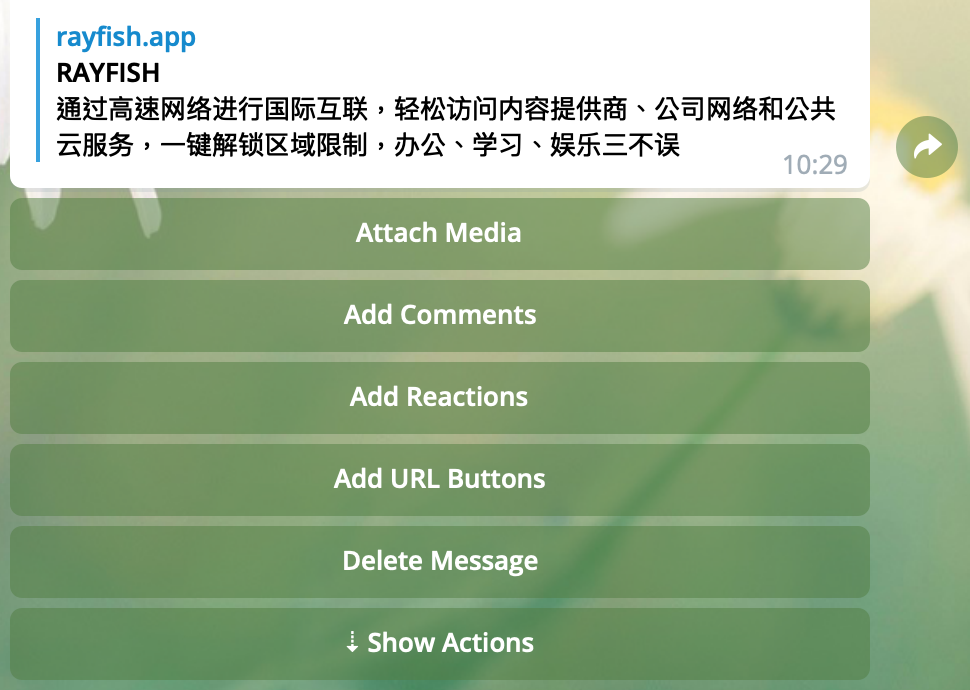 rayfish.app
RAYFISH
通过高速网络进行国际互联，轻松访问内容提供商、公司网络和公共
云服务，一键解锁区域限制，办公、学习、娱乐三不误
10:29
Attach Media
Add Comments
Add Reactions
Add URL Buttons
Delete Message
⇣ Show Actions